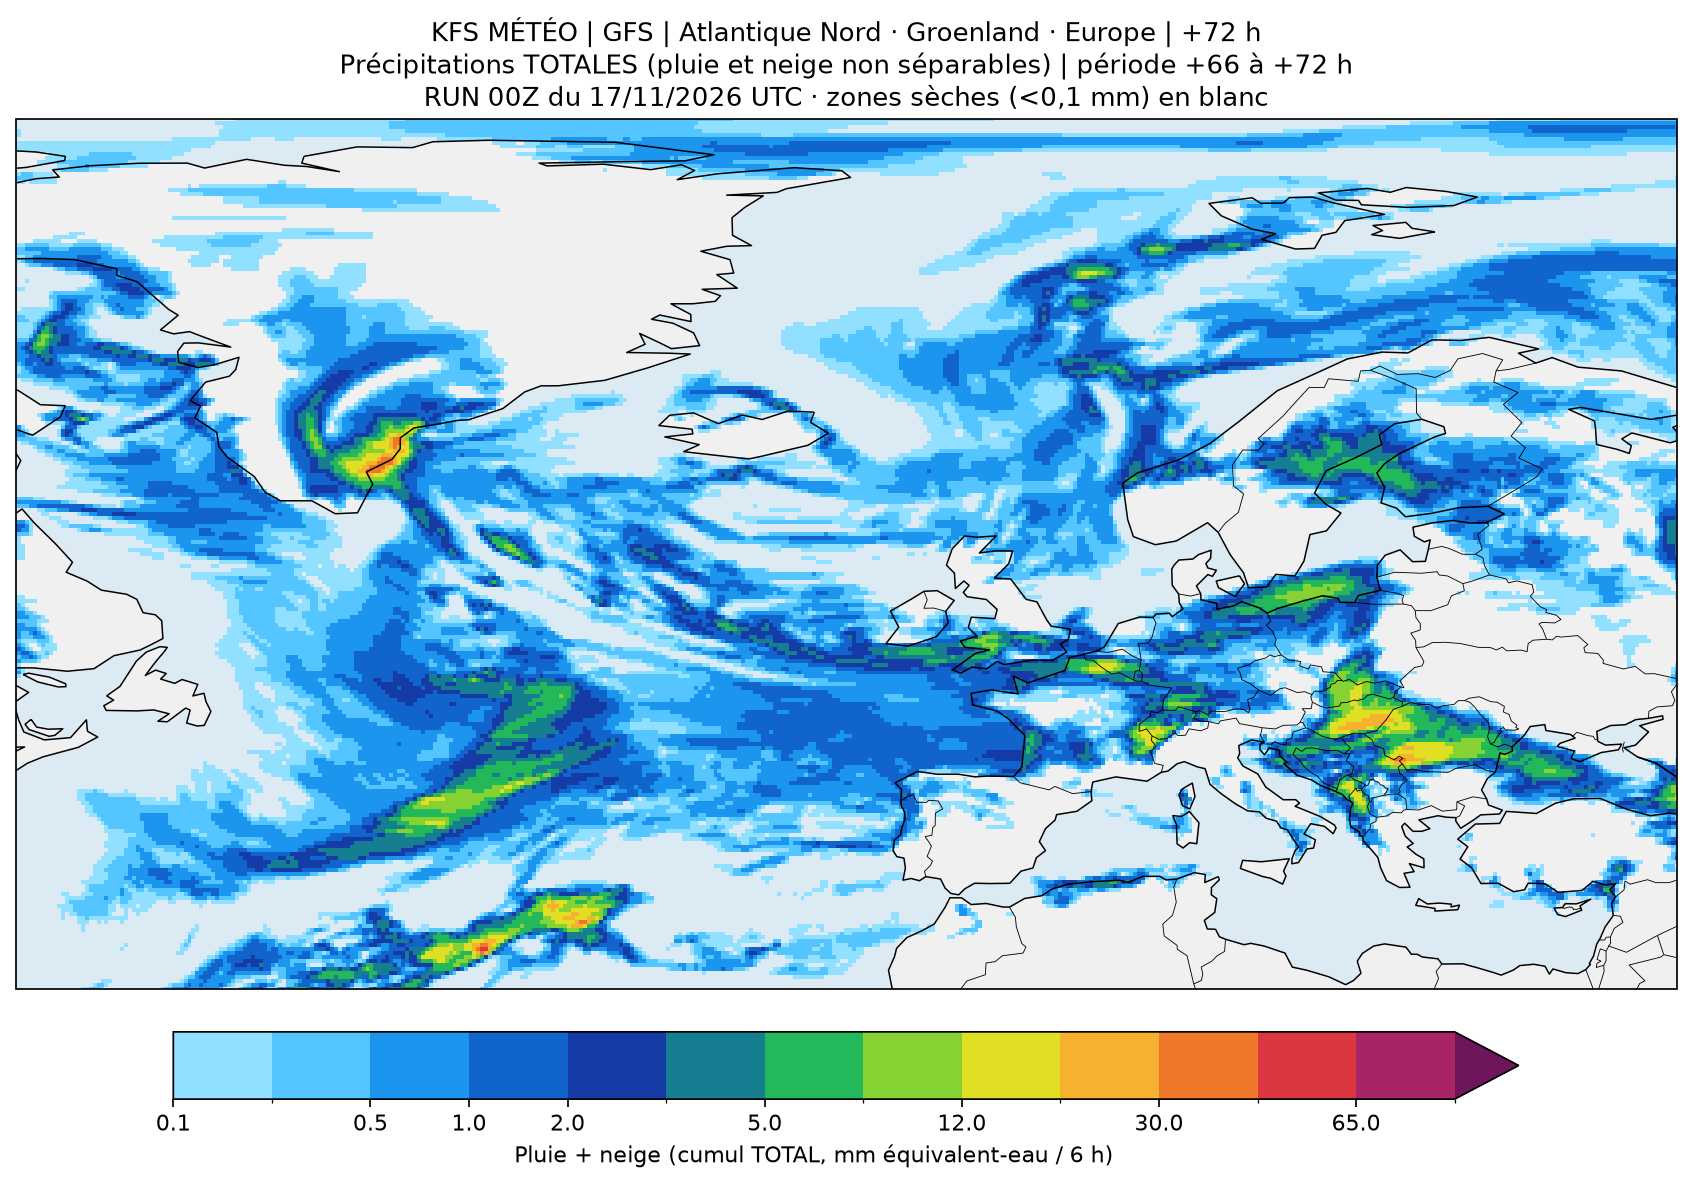 KFS MÉTÉO | GFS | Atlantique Nord · Groenland · Europe | +72 h
Précipitations TOTALES (pluie et neige non séparables) | période +66 à +72 h
RUN 00Z du 17/11/2026 UTC · zones sèches (<0,1 mm) en blanc
0.1 0.5 1.0 2.0 5.0 12.0 30.0 65.0
Pluie + neige (cumul TOTAL, mm équivalent-eau / 6 h)